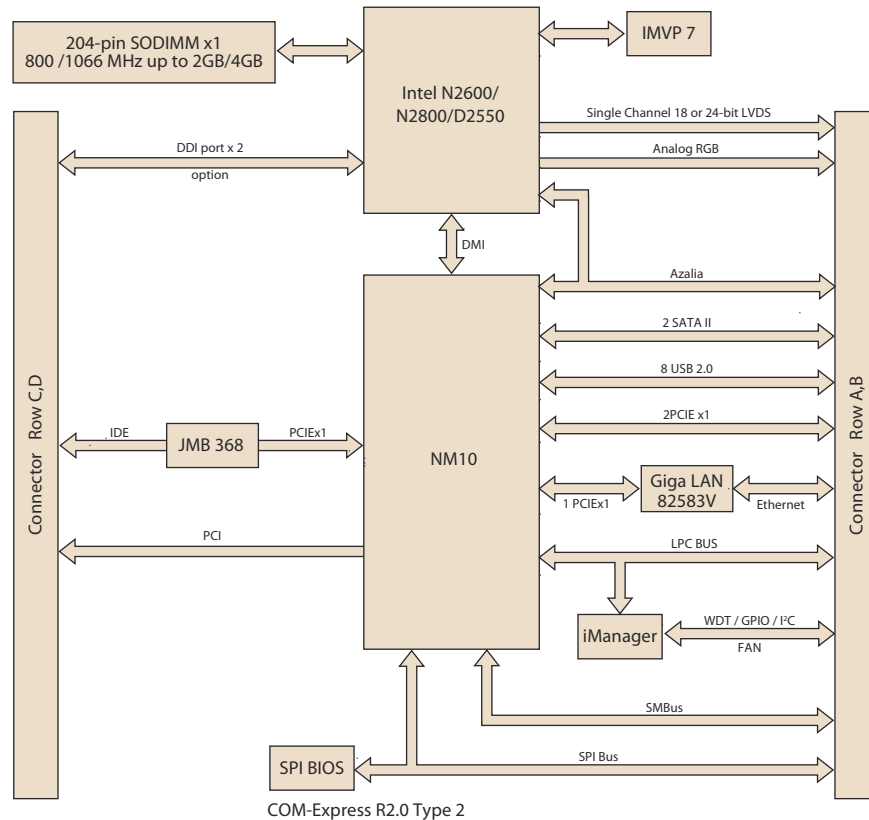 204-pin SODIMM x1
800 /1066 MHz up to 2GB/4GB
Intel N2600/
N2800/D2550
IMVP 7
Single Channel 18 or 24-bit LVDS
Analog RGB
DDI port x 2
option
DMI
Azalia
2 SATA II
8 USB 2.0
2PCIE x1
Connector Row C,D
Connector Row A,B
IDE
JMB 368
PCIEx1
NM10
1 PCIEx1
Giga LAN
82583V
Ethernet
PCI
LPC BUS
iManager
WDT / GPIO / I²C
FAN
SMBus
SPI BIOS
SPI Bus
COM-Express R2.0 Type 2